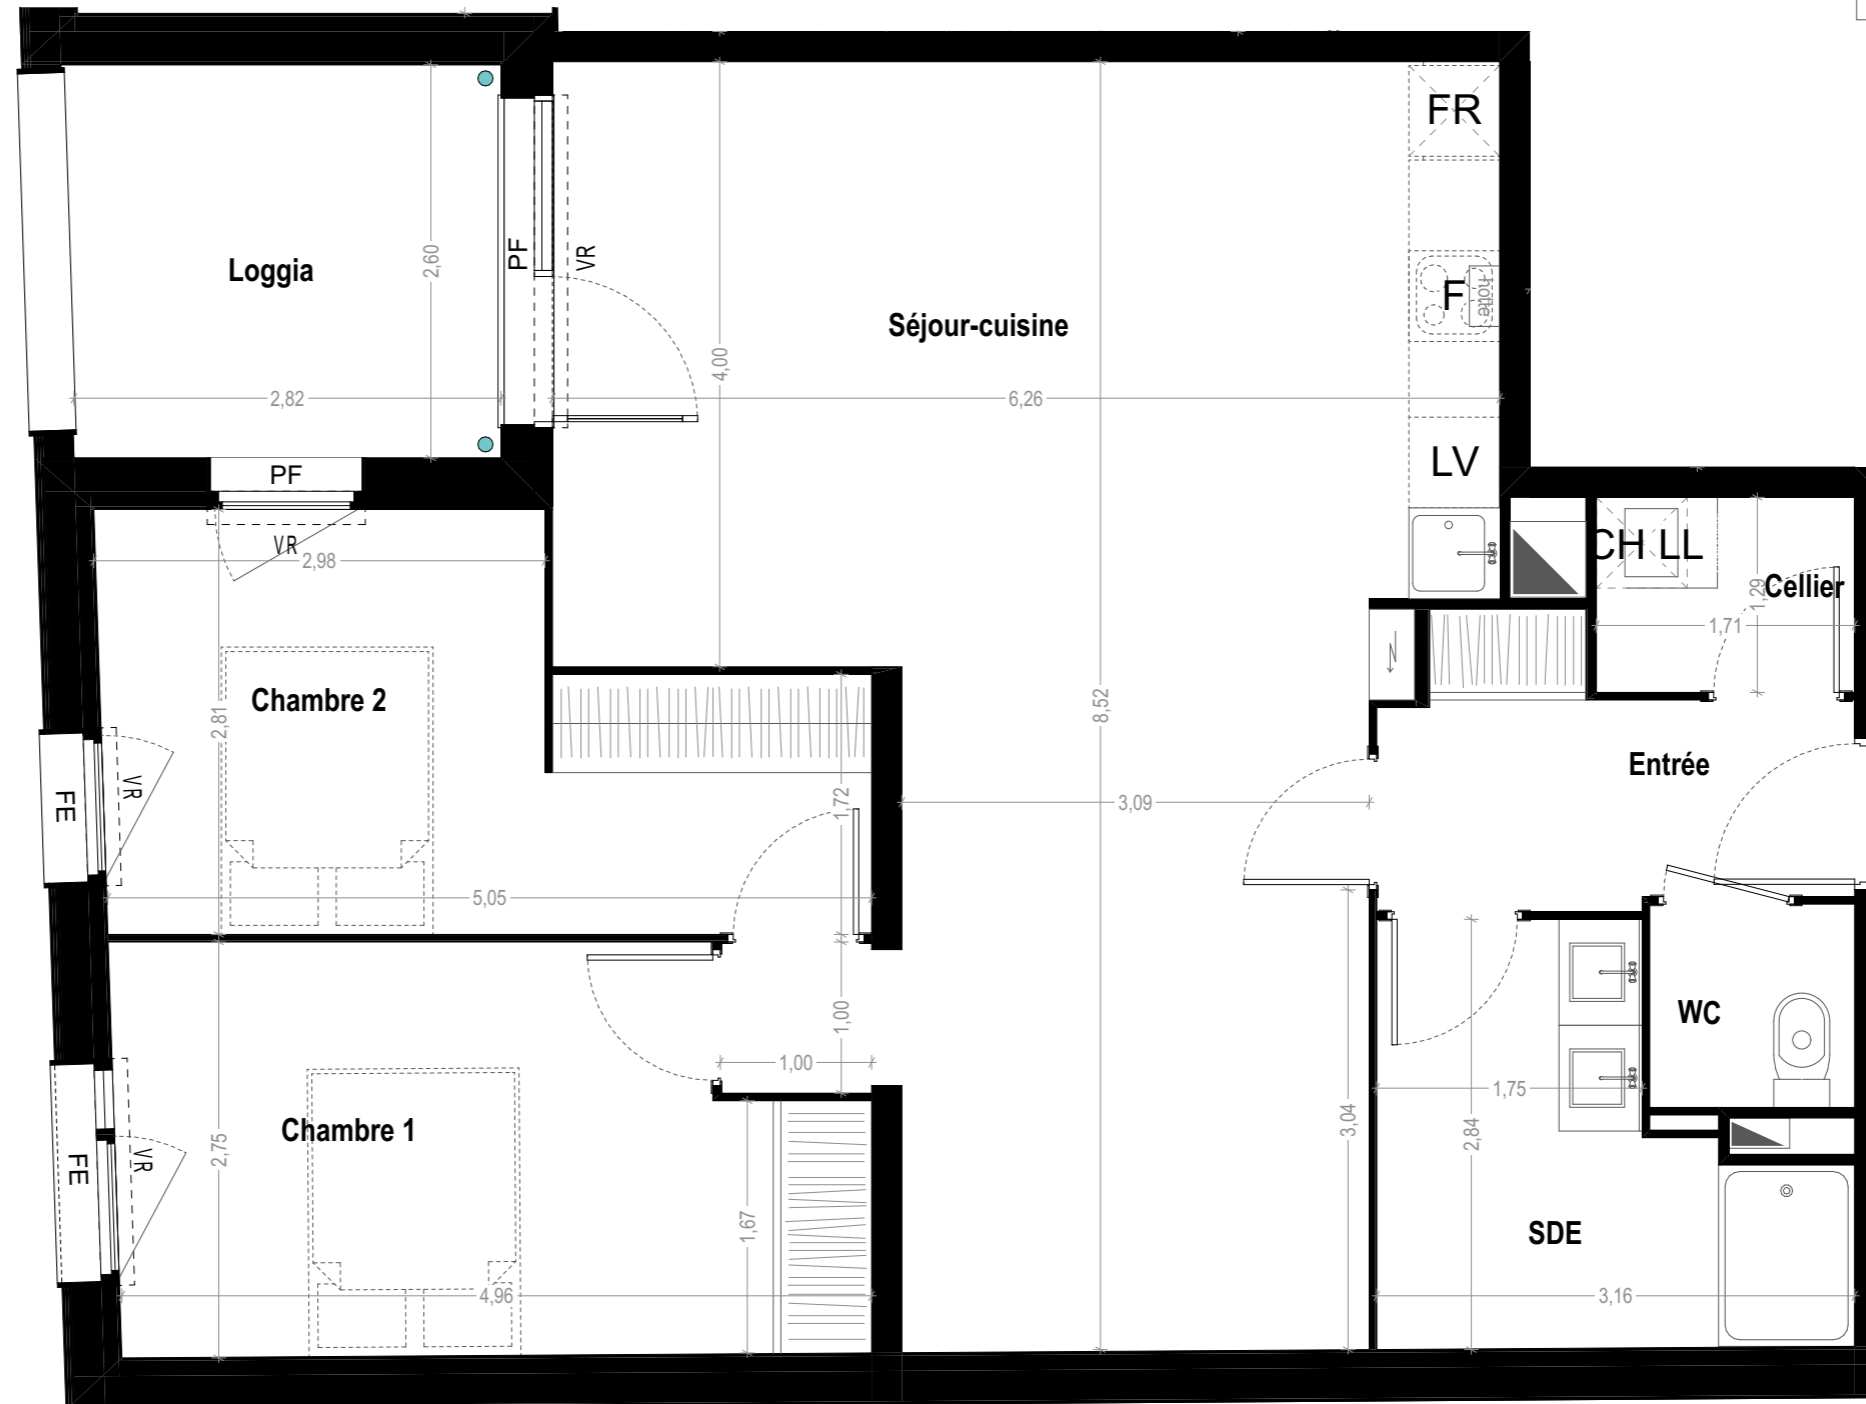 FR
Loggia
2,60
PF
VR
F
hotte
Séjour-cuisine
4,00
2,82
6,26
LV
PF
VR
2,98
CH LL
Cellier
1,29
1,71
Chambre 2
2,81
8,52
Entrée
VR
FE
1,72
3,09
5,05
WC
1,00
1,00
1,75
Chambre 1
3,04
2,84
2,75
VR
FE
1,67
SDE
4,96
3,16